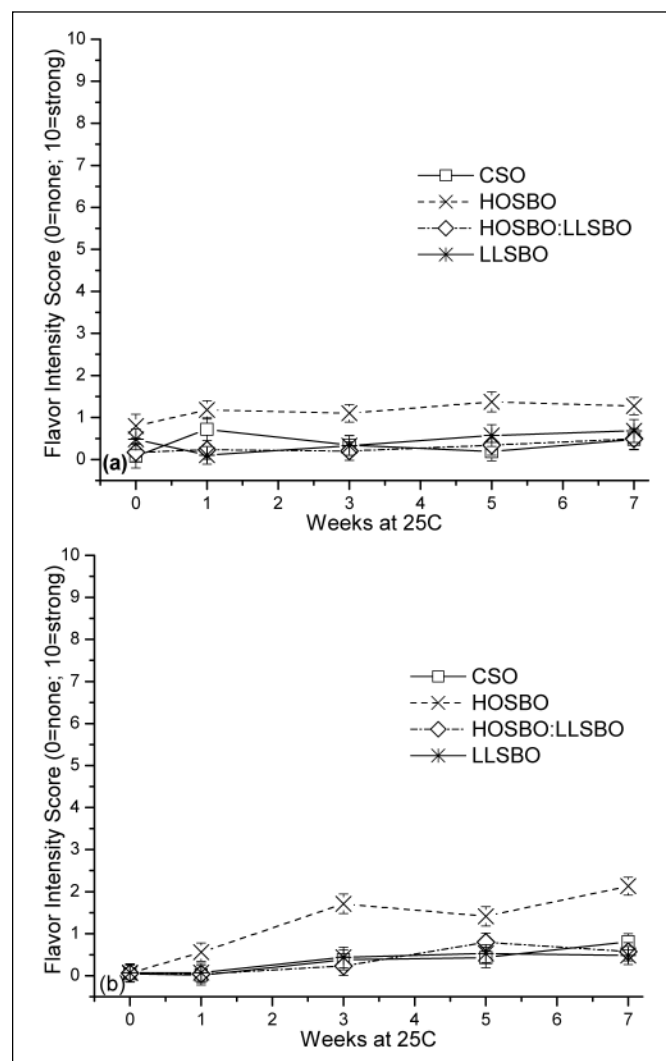 10
9
8
7
6
5
4
3
2
1
0
Flavor Intensity Score (0=none; 10=strong)
CSO
HOSBO
HOSBO:LLSBO
LLSBO
(a)
0 1 2 3 4 5 6 7
Weeks at 25C
10
9
8
7
6
5
4
3
2
1
0
Flavor Intensity Score (0=none; 10=strong)
CSO
HOSBO
HOSBO:LLSBO
LLSBO
(b)
0 1 2 3 4 5 6 7
Weeks at 25C